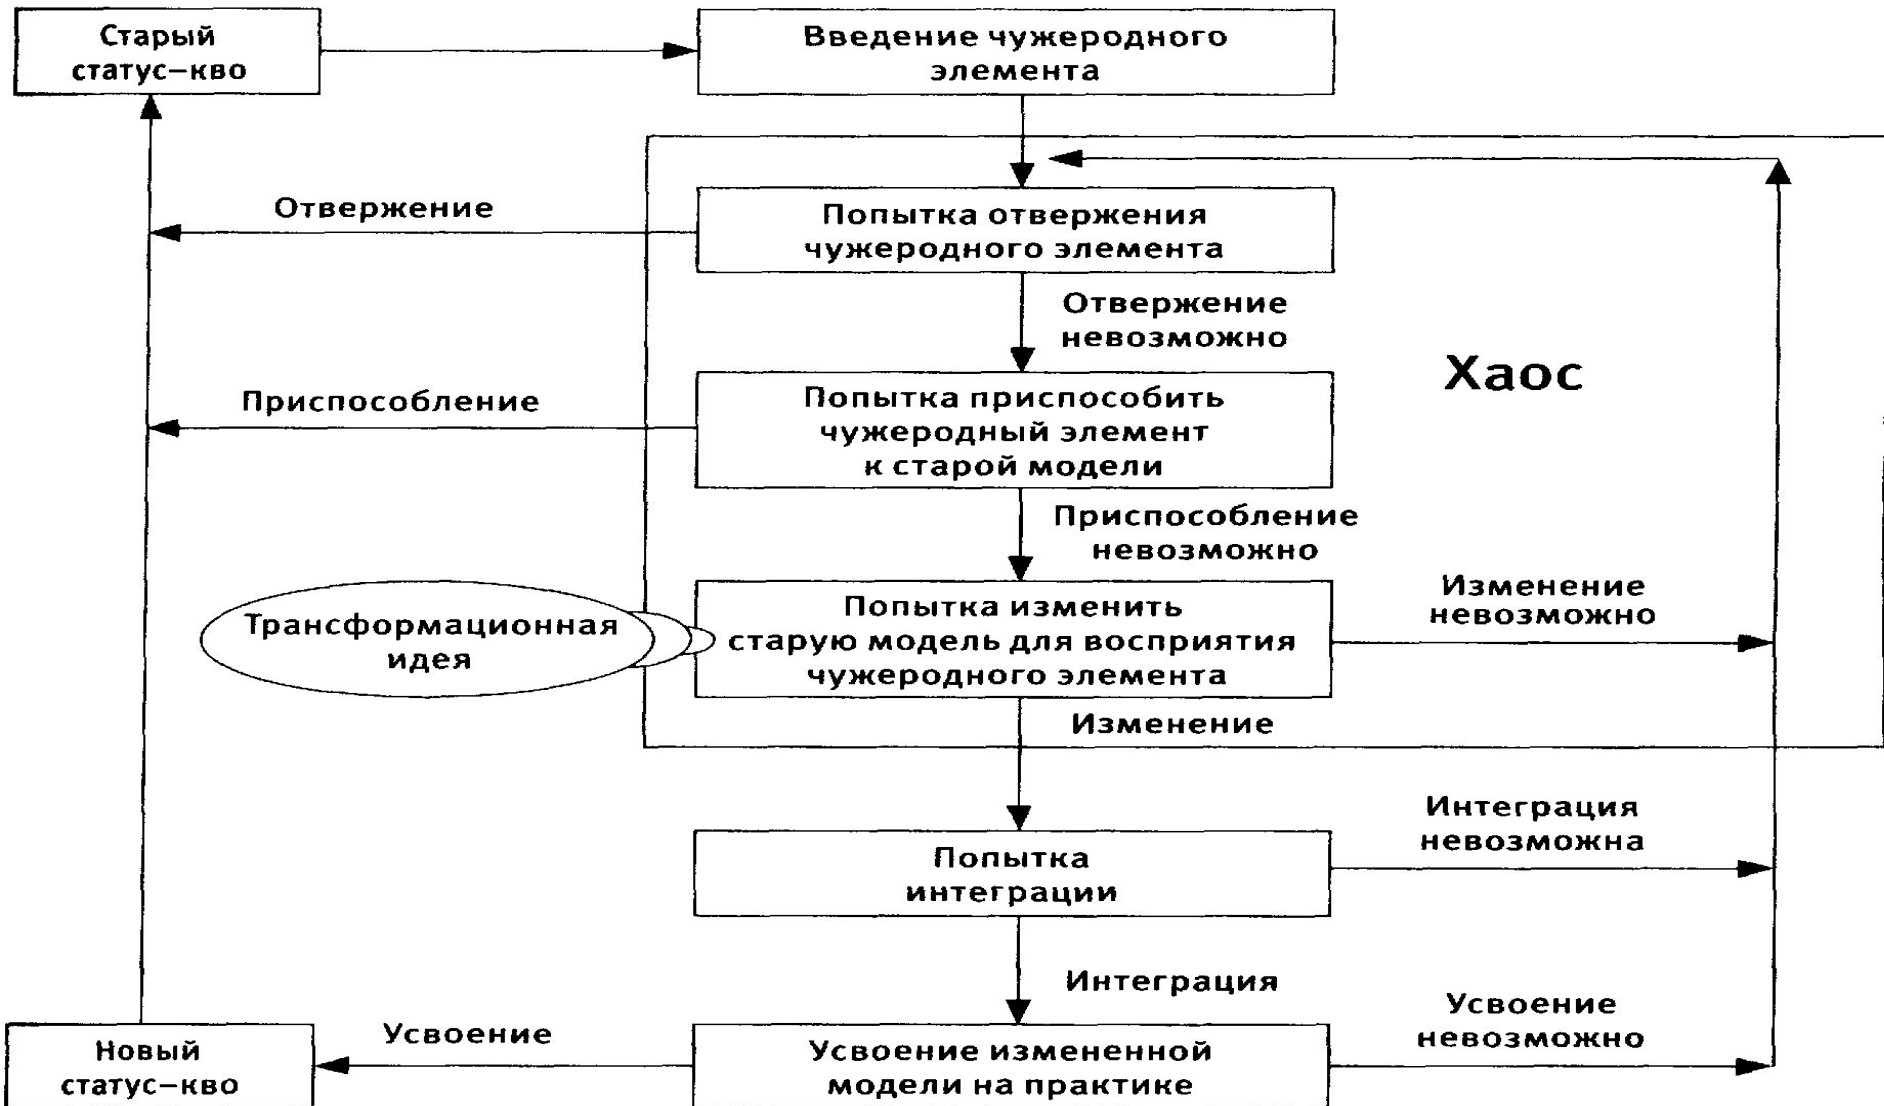 Старый
статус–кво
Введение чужеродного
элемента
Отвержение
Попытка отвержения
чужеродного элемента
Отвержение
невозможно
Хаос
Приспособление
Попытка приспособить
чужеродный элемент
к старой модели
Приспособление
невозможно
Трансформационная
идея
Попытка изменить
старую модель для восприятия
чужеродного элемента
Изменение
невозможно
Изменение
Попытка
интеграции
Интеграция
невозможна
Интеграция
Новый
статус–кво
Усвоение
Усвоение измененной
модели на практике
Усвоение
невозможно